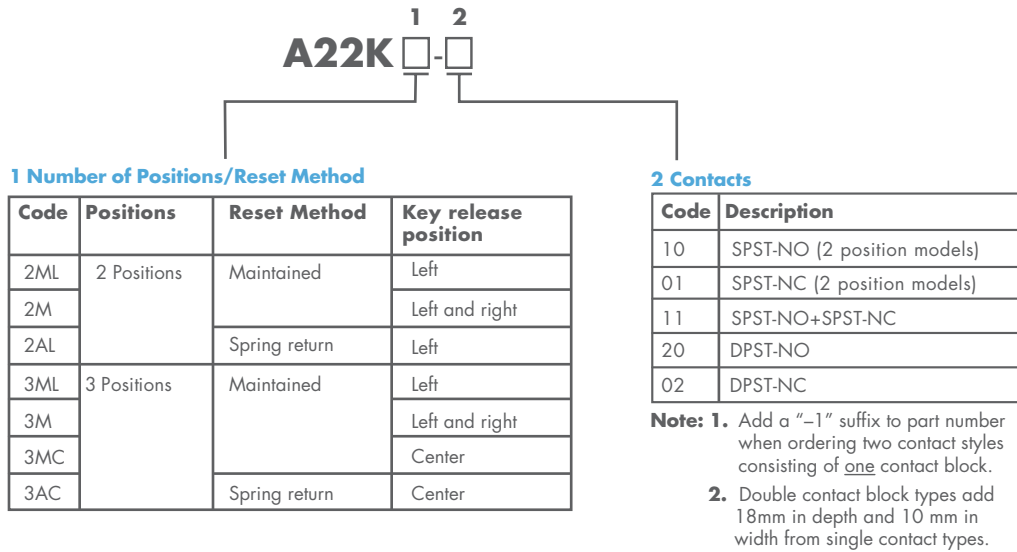 1 2
A22K □-□
1 Number of Positions/Reset Method
Code Positions Reset Method Key release
position
2ML 2 Positions Maintained Left
2M Left and right
2AL Spring return Left
3ML 3 Positions Maintained Left
3M Left and right
3MC Center
3AC Spring return Center
2 Contacts
Code Description
10 SPST-NO (2 position models)
01 SPST-NC (2 position models)
11 SPST-NO+SPST-NC
20 DPST-NO
02 DPST-NC
Note: 1. Add a “–1” suffix to part number
when ordering two contact styles
consisting of one contact block.
2. Double contact block types add
18mm in depth and 10 mm in
width from single contact types.